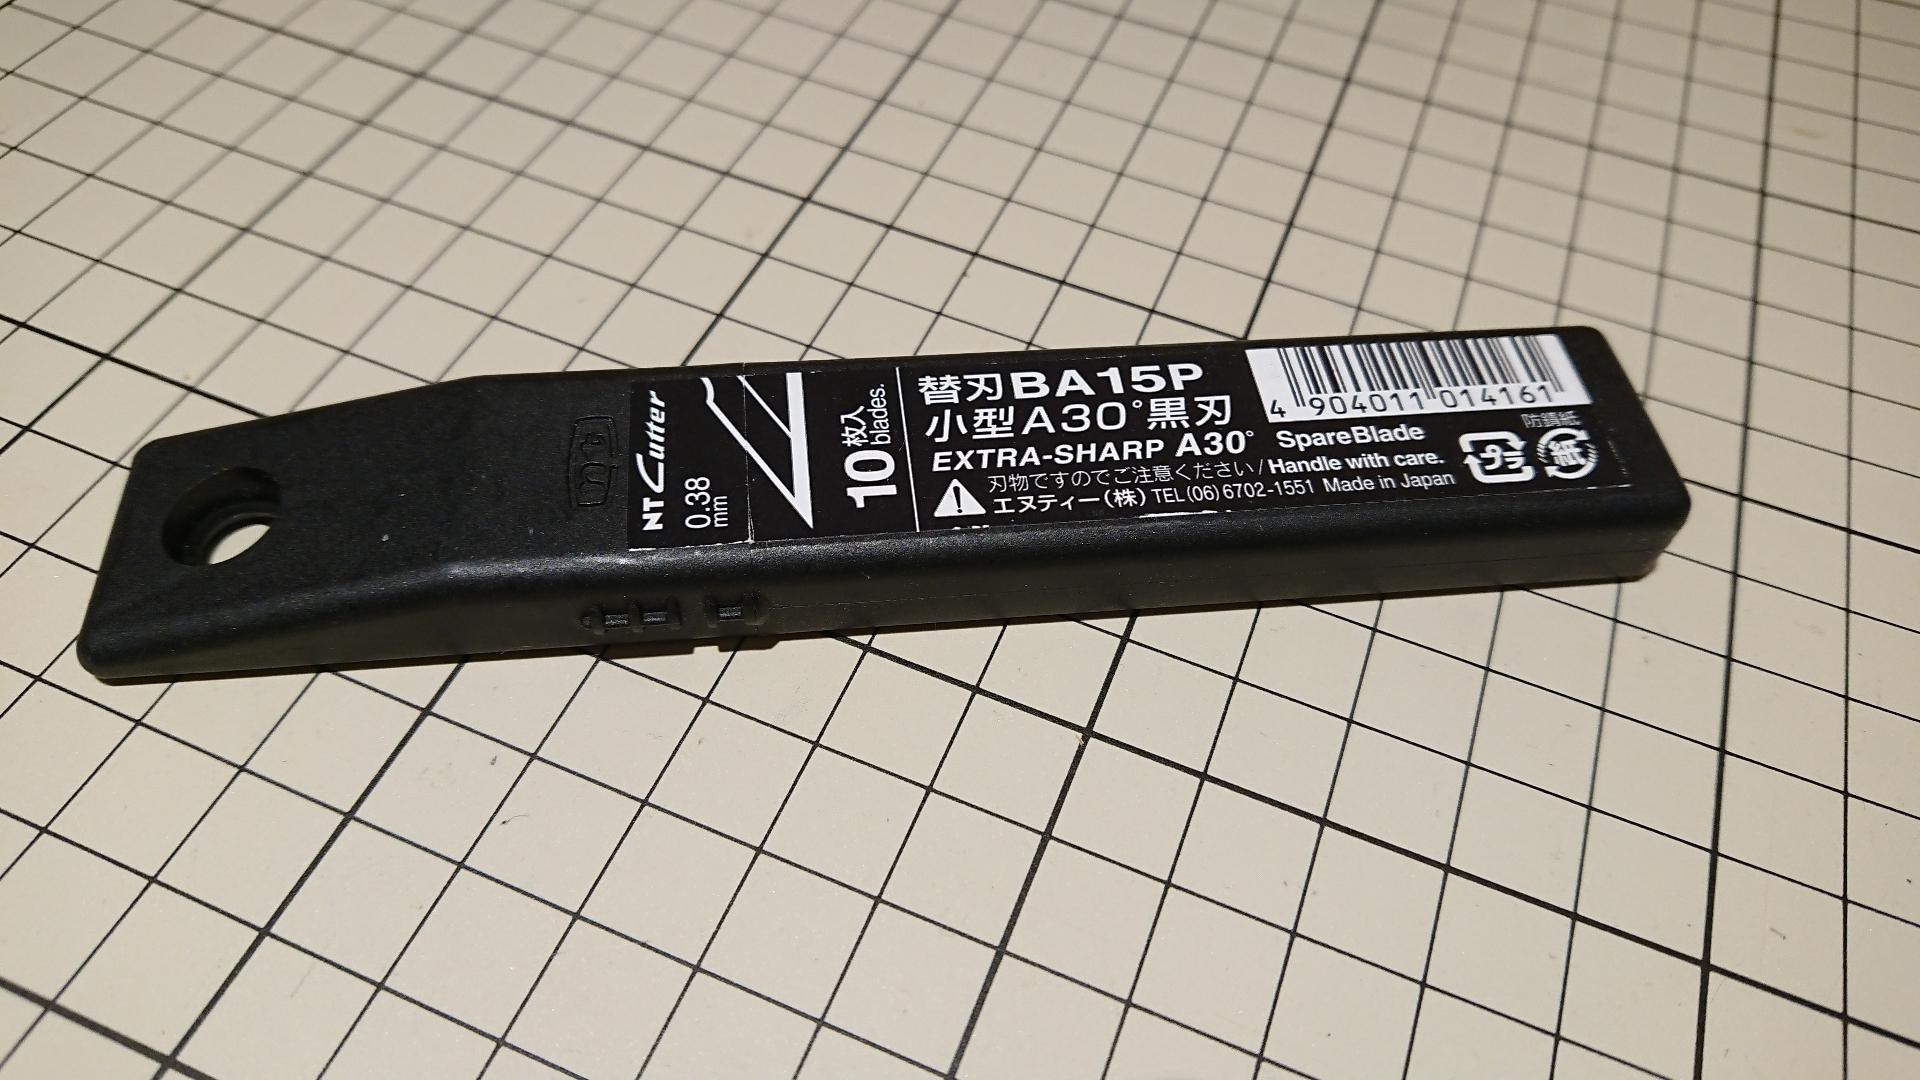 nt
NT Cutter
0.38
mm
10枚入
blades.
替刃BA15P
小型A30°黒刃
EXTRA-SHARP A30° SpareBlade
刃物ですのでご注意ください/Handle with care.
エヌティー(株) TEL(06)6702-1551 Made in Japan
4 904011 014161
防錆紙
プラ
紙